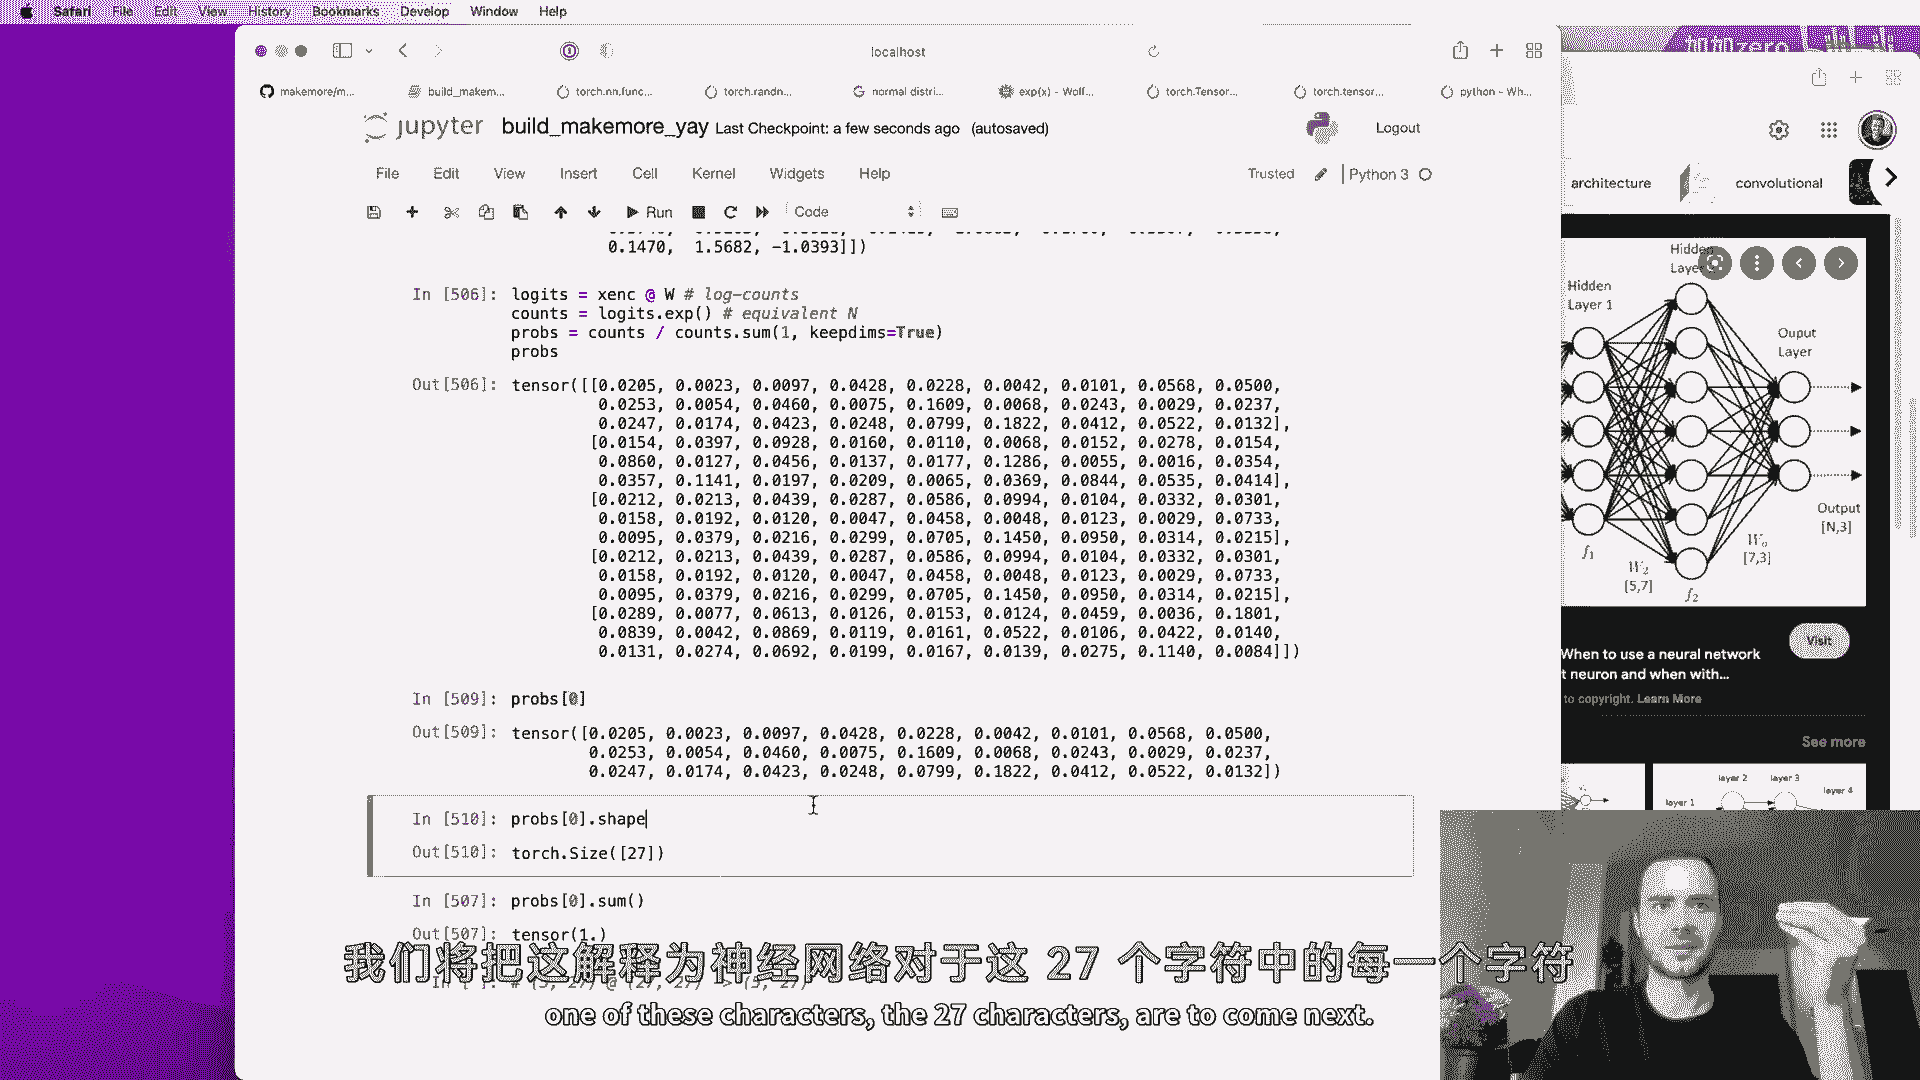 Safari File Edit View History Bookmarks Develop Window Help
localhost
makemore/m... build_makem... torch.nn.func... torch.randn... normal distri... exp(x) - Wolf... torch.Tensor... torch.tensor... python - Wh...
jupyter build_makemore_yay Last Checkpoint: a few seconds ago (autosaved) Logout
File Edit View Insert Cell Kernel Widgets Help Trusted Python 3
Run Code
0.1470, 1.5682, -1.0393]])
In [506]: logits = xenc @ W # log-counts
counts = logits.exp() # equivalent N
probs = counts / counts.sum(1, keepdims=True)
probs
Out[506]: tensor([[0.0205, 0.0023, 0.0097, 0.0428, 0.0228, 0.0042, 0.0101, 0.0568, 0.0500,
0.0253, 0.0054, 0.0460, 0.0075, 0.1609, 0.0068, 0.0243, 0.0029, 0.0237,
0.0247, 0.0174, 0.0423, 0.0248, 0.0799, 0.1822, 0.0412, 0.0522, 0.0132],
[0.0154, 0.0397, 0.0928, 0.0160, 0.0110, 0.0068, 0.0152, 0.0278, 0.0154,
0.0860, 0.0127, 0.0456, 0.0137, 0.0177, 0.1286, 0.0055, 0.0016, 0.0354,
0.0357, 0.1141, 0.0197, 0.0209, 0.0065, 0.0369, 0.0844, 0.0535, 0.0414],
[0.0212, 0.0213, 0.0439, 0.0287, 0.0586, 0.0994, 0.0104, 0.0332, 0.0301,
0.0158, 0.0192, 0.0120, 0.0047, 0.0458, 0.0048, 0.0123, 0.0029, 0.0733,
0.0095, 0.0379, 0.0216, 0.0299, 0.0705, 0.1450, 0.0950, 0.0314, 0.0215],
[0.0212, 0.0213, 0.0439, 0.0287, 0.0586, 0.0994, 0.0104, 0.0332, 0.0301,
0.0158, 0.0192, 0.0120, 0.0047, 0.0458, 0.0048, 0.0123, 0.0029, 0.0733,
0.0095, 0.0379, 0.0216, 0.0299, 0.0705, 0.1450, 0.0950, 0.0314, 0.0215],
[0.0289, 0.0077, 0.0613, 0.0126, 0.0153, 0.0124, 0.0459, 0.0036, 0.1801,
0.0839, 0.0042, 0.0869, 0.0119, 0.0161, 0.0522, 0.0106, 0.0422, 0.0140,
0.0131, 0.0274, 0.0692, 0.0199, 0.0167, 0.0139, 0.0275, 0.1140, 0.0084]])
In [509]: probs[0]
Out[509]: tensor([0.0205, 0.0023, 0.0097, 0.0428, 0.0228, 0.0042, 0.0101, 0.0568, 0.0500,
0.0253, 0.0054, 0.0460, 0.0075, 0.1609, 0.0068, 0.0243, 0.0029, 0.0237,
0.0247, 0.0174, 0.0423, 0.0248, 0.0799, 0.1822, 0.0412, 0.0522, 0.0132])
In [510]: probs[0].shape
Out[510]: torch.Size([27])
In [507]: probs[0].sum()
Out[507]: tensor(1.)
我们将把这解释为神经网络对于这 27 个字符中的每一个字符
one of these characters, the 27 characters, are to come next.
architecture convolutional
Hidden
Layer
Hidden
Layer 1
Ouput
Layer
Output
[N,3]
f1
W2
[5,7]
f2
[7,3]
Visit
When to use a neural network
t neuron and when with...
to copyright. Learn More
See more
layer 1
layer 2
layer 3
layer 4